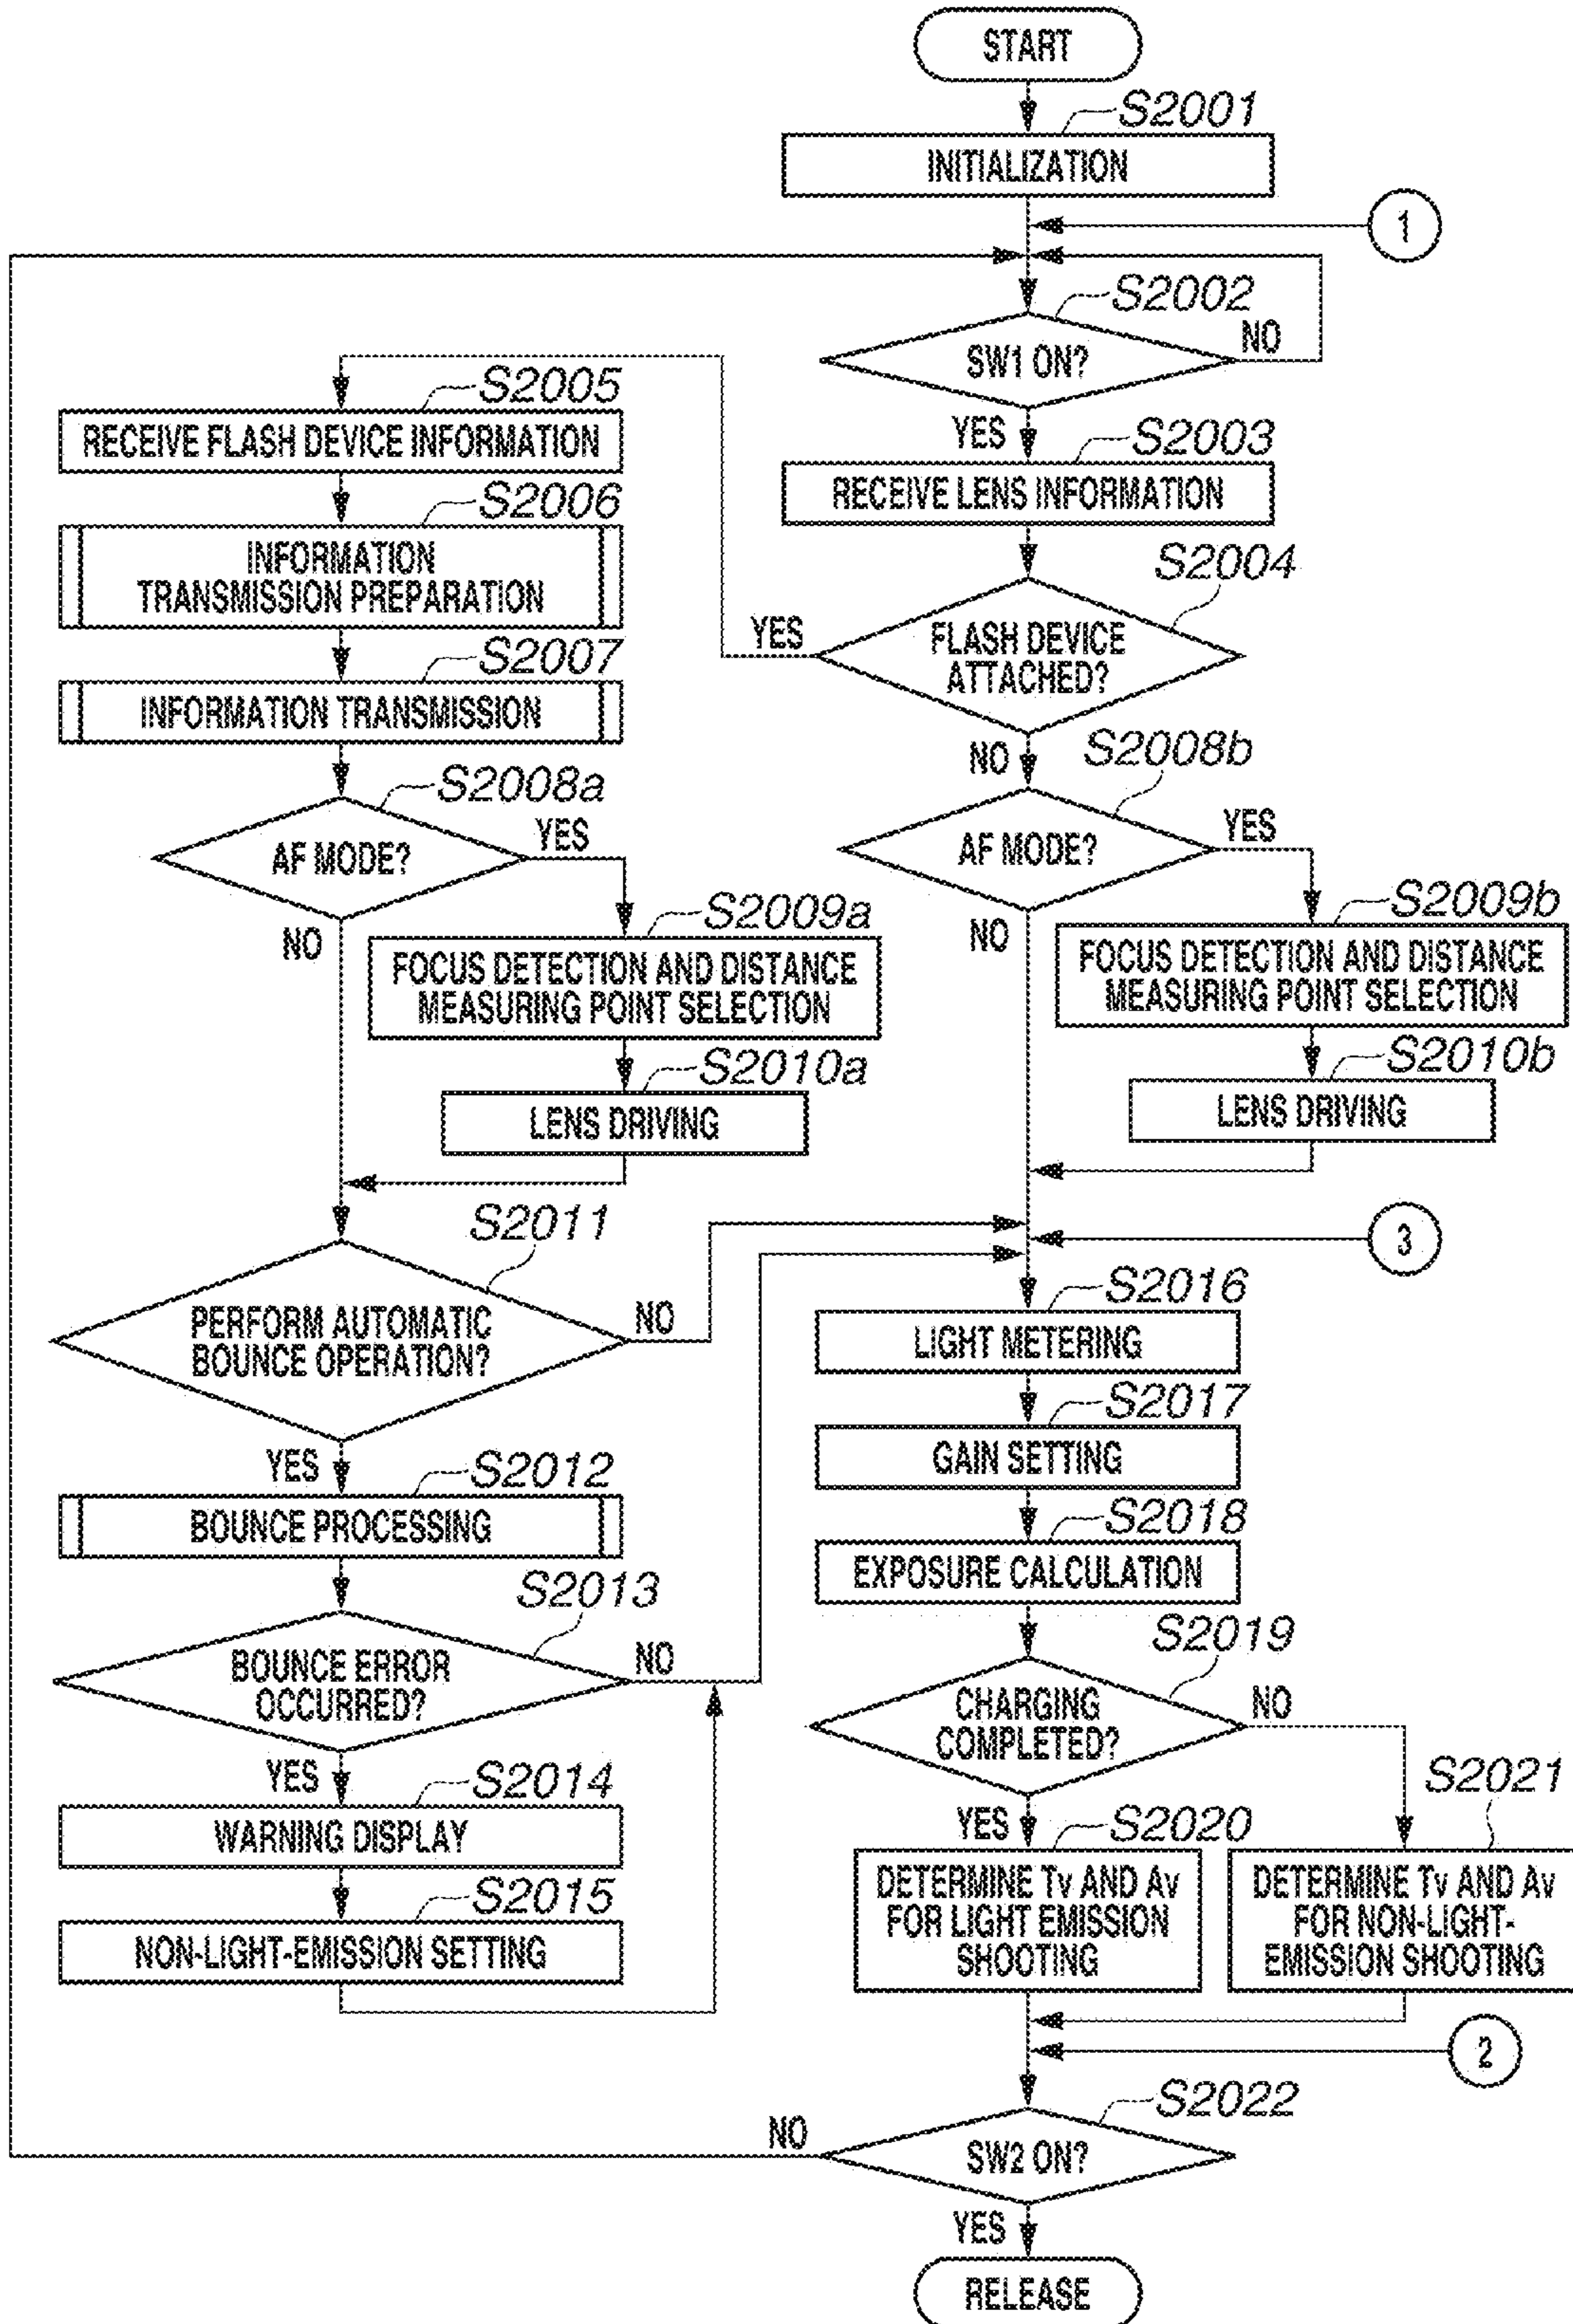 START
S2001
INITIALIZATION
1
S2002
SW1 ON?
NO
YES
S2003
RECEIVE LENS INFORMATION
S2004
FLASH DEVICE
ATTACHED?
YES
NO
S2005
RECEIVE FLASH DEVICE INFORMATION
S2006
INFORMATION
TRANSMISSION PREPARATION
S2007
INFORMATION TRANSMISSION
S2008a
AF MODE?
YES
NO
S2009a
FOCUS DETECTION AND DISTANCE
MEASURING POINT SELECTION
S2010a
LENS DRIVING
S2008b
AF MODE?
YES
NO
S2009b
FOCUS DETECTION AND DISTANCE
MEASURING POINT SELECTION
S2010b
LENS DRIVING
S2011
PERFORM AUTOMATIC
BOUNCE OPERATION?
NO
YES
S2012
BOUNCE PROCESSING
S2013
BOUNCE ERROR
OCCURRED?
NO
YES
S2014
WARNING DISPLAY
S2015
NON-LIGHT-EMISSION SETTING
3
S2016
LIGHT METERING
S2017
GAIN SETTING
S2018
EXPOSURE CALCULATION
S2019
CHARGING
COMPLETED?
NO
YES
S2020
DETERMINE Tv AND Av
FOR LIGHT EMISSION
SHOOTING
S2021
DETERMINE Tv AND Av
FOR NON-LIGHT-
EMISSION SHOOTING
2
S2022
SW2 ON?
NO
YES
RELEASE